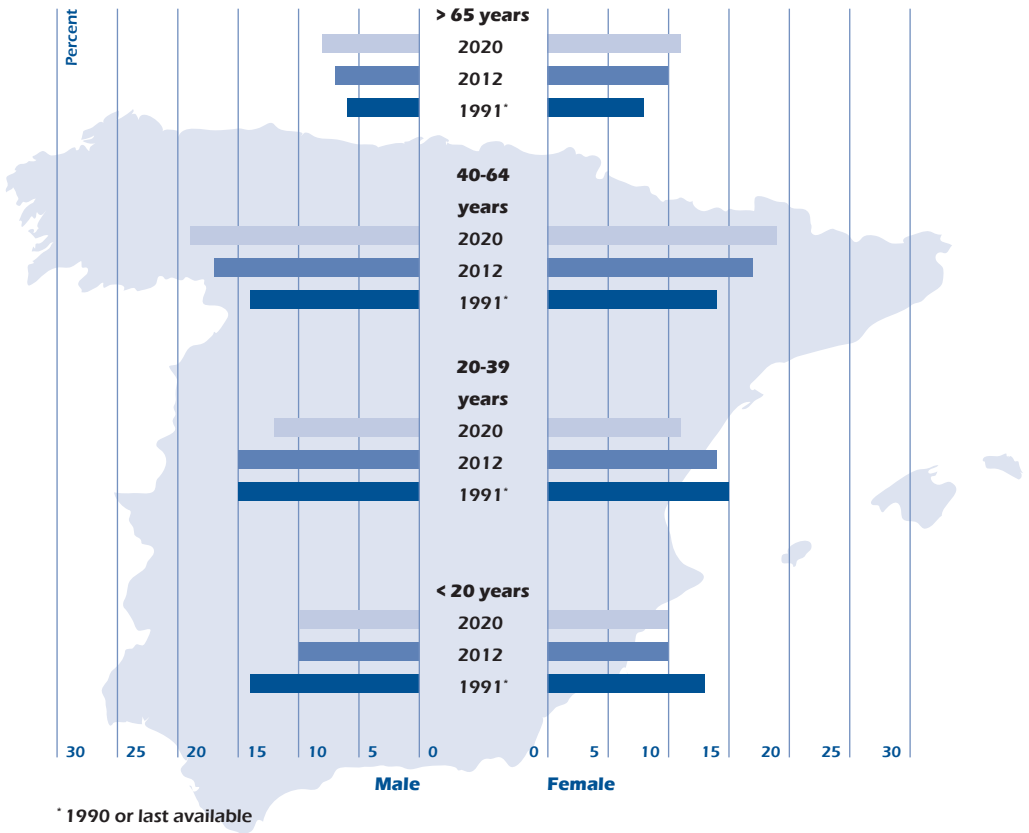 Percent
> 65 years
2020
2012
1991*
40-64
years
2020
2012
1991*
20-39
years
2020
2012
1991*
< 20 years
2020
2012
1991*
30 25 20 15 10 5 0 0 5 10 15 20 25 30
Male Female
* 1990 or last available